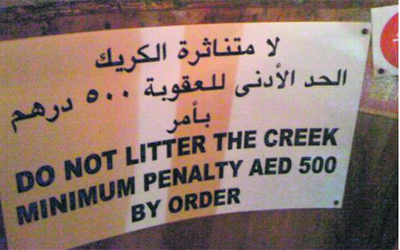 لا متناثرة الكريك
الحد الأدنى للعقوبة ٥٠٠ درهم
بأمر
DO NOT LITTER THE CREEK
MINIMUM PENALTY AED 500
BY ORDER